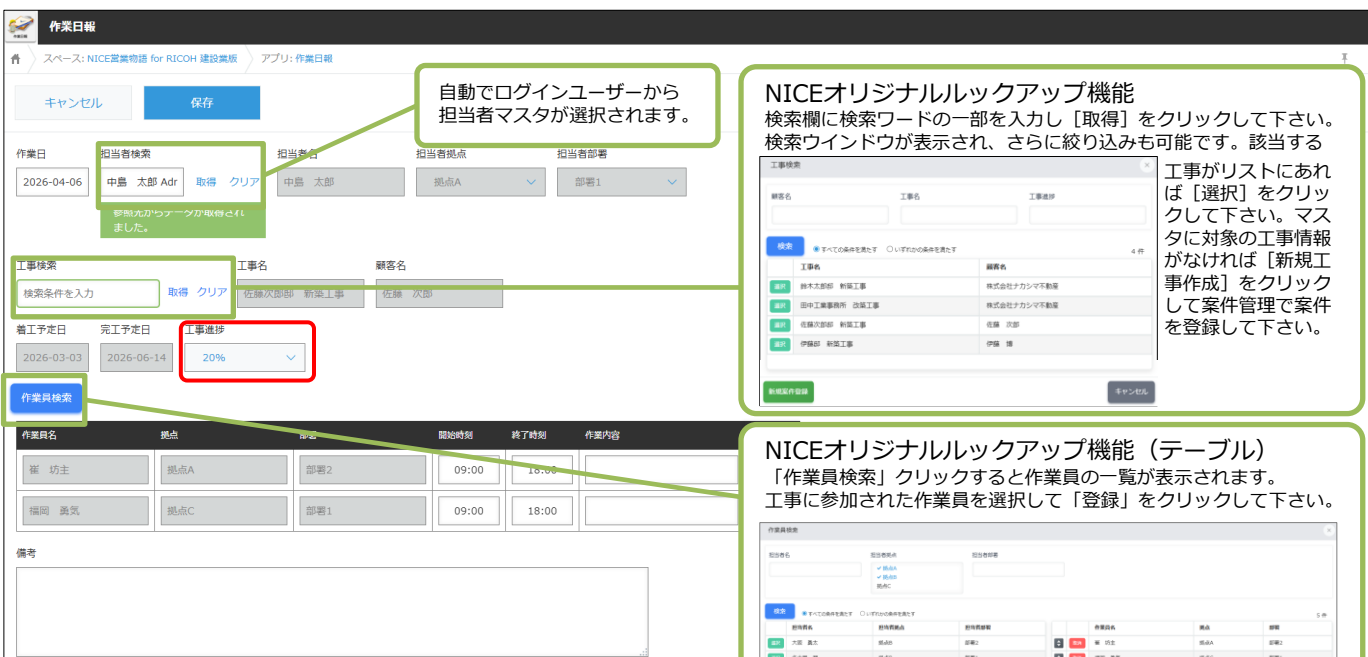 作業日報
スペース: NICE営業物語 for RICOH 建設業版
アプリ: 作業日報
キャンセル
保存
自動でログインユーザーから
担当者マスタが選択されます。
作業日
担当者検索
担当者名
担当者拠点
担当者部署
2026-04-06
中島 太郎 Adr
取得 クリア
中島 太郎
拠点A
部署1
参照先からデータが取得され
ました。
工事検索
工事名
顧客名
検索条件を入力
取得 クリア
佐藤次郎邸 新築工事
佐藤 次郎
着工予定日
完工予定日
工事進捗
2026-03-03
2026-06-14
20%
作業員検索
作業員名
拠点
部署
開始時刻
終了時刻
作業内容
崔 坊主
拠点A
部署2
09:00
18:00
福岡 勇気
拠点C
部署1
09:00
18:00
備考
NICEオリジナルルックアップ機能
検索欄に検索ワードの一部を入力し［取得］をクリックして下さい。
検索ウインドウが表示され、さらに絞り込みも可能です。該当する
工事がリストにあれ
ば［選択］をクリッ
クして下さい。マス
タに対象の工事情報
がなければ［新規工
事作成］をクリック
して案件管理で案件
を登録して下さい。
工事検索
顧客名
工事名
工事進捗
検索
すべての条件を満たす
いずれかの条件を満たす
4 件
工事名
顧客名
選択
鈴木太郎邸 新築工事
株式会社ナカシマ不動産
選択
田中工業事務所 改築工事
株式会社ナカシマ不動産
選択
佐藤次郎邸 新築工事
佐藤 次郎
選択
伊藤邸 新築工事
伊藤 雄
新規案件登録
キャンセル
NICEオリジナルルックアップ機能（テーブル）
「作業員検索」クリックすると作業員の一覧が表示されます。
工事に参加された作業員を選択して「登録」をクリックして下さい。
作業員検索
担当者名
担当者拠点
担当者部署
拠点A
拠点B
拠点C
検索
すべての条件を満たす
いずれかの条件を満たす
5 件
担当者名
担当者拠点
担当者部署
作業員名
拠点
部署
選択
大田 勇太
拠点B
部署2
取消
崔 坊主
拠点A
部署2